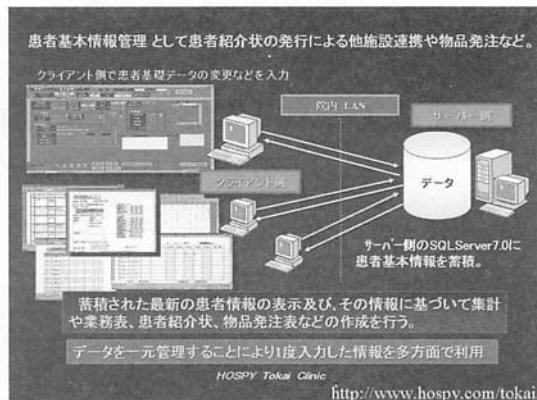 患者基本情報管理 として患者紹介状の発行による他施設連携や物品発注など。
クライアント側で患者基礎データの変更などを入力
院内 LAN
サーバー側
クライアント側
データ
サーバー側のSQLServer7.0に
患者基本情報を蓄積。
蓄積された最新の患者情報の表示及び、その情報に基づいて集計
や業務表、患者紹介状、物品発注表などの作成を行う。
データを一元管理することにより1度入力した情報を多方面で利用
HOSPY Tokai Clinic
http://www.hospy.com/tokai